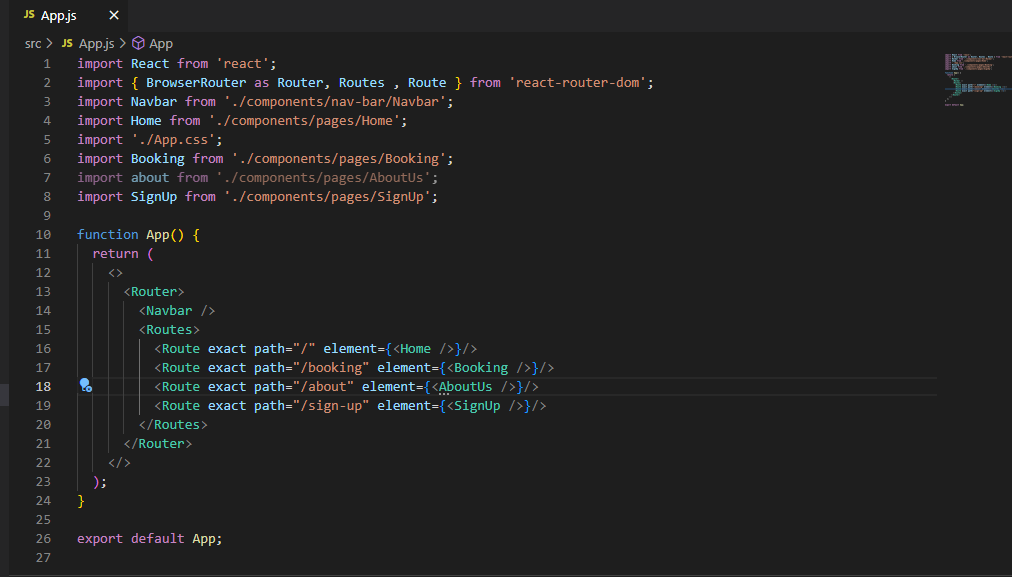 JS App.js ×
src > JS App.js > App
1 import React from 'react';
2 import { BrowserRouter as Router, Routes , Route } from 'react-router-dom';
3 import Navbar from './components/nav-bar/Navbar';
4 import Home from './components/pages/Home';
5 import './App.css';
6 import Booking from './components/pages/Booking';
7 import about from './components/pages/AboutUs';
8 import SignUp from './components/pages/SignUp';
9
10 function App() {
11   return (
12     <>
13       <Router>
14         <Navbar />
15         <Routes>
16           <Route exact path="/" element={<Home />}/>
17           <Route exact path="/booking" element={<Booking />}/>
18           <Route exact path="/about" element={<AboutUs />}/>
19           <Route exact path="/sign-up" element={<SignUp />}/>
20         </Routes>
21       </Router>
22     </>
23   );
24 }
25
26 export default App;
27